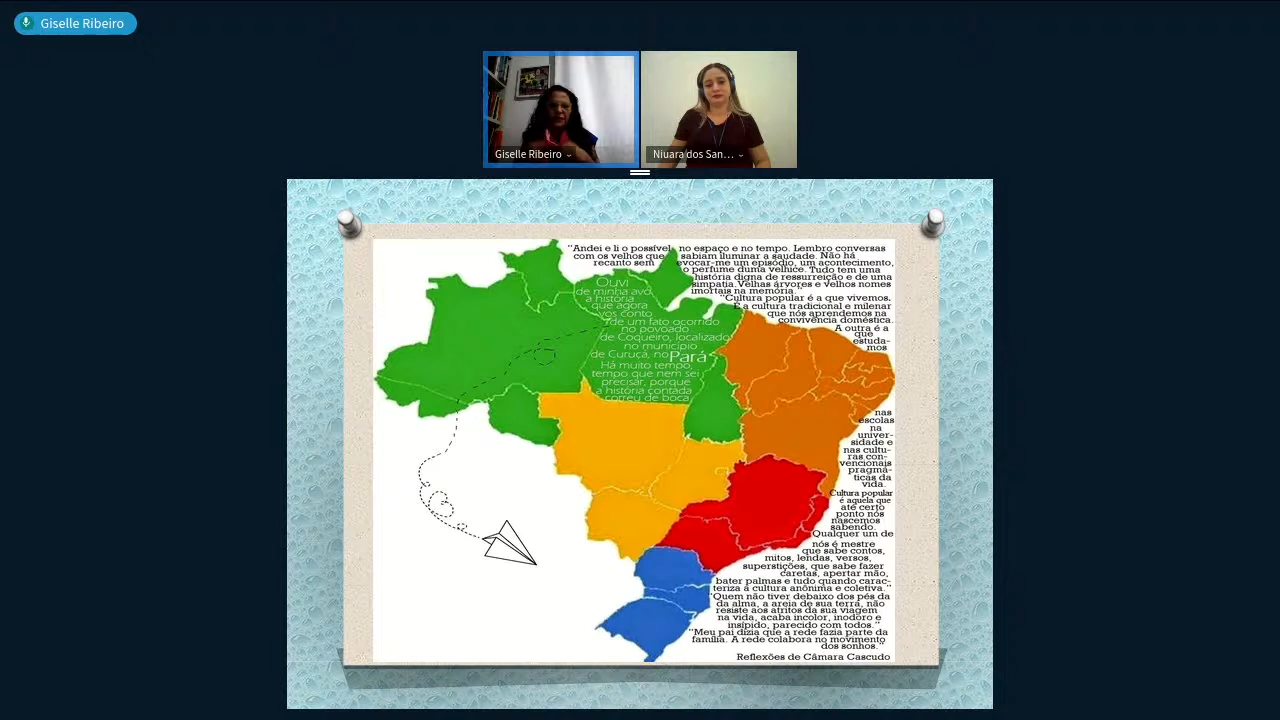 Giselle Ribeiro
Giselle Ribeiro
Niuara dos San...
"Andei e li o possível, no espaço e no tempo. Lembro conversas
com os velhos que sabiam iluminar a saudade. Não há
recanto sem evocar-me um episódio, um acontecimento,
o perfume duma velhice. Tudo tem uma
história digna de ressurreição e de uma
simpatia. Velhas árvores e velhos nomes
imortais na memória."
"Cultura popular é a que vivemos.
É a cultura tradicional e milenar
que nós aprendemos na
convivência doméstica.
A outra é a
que
estuda-
mos
nas
escolas
na
univer-
sidade e
nas cultu-
ras con-
vencionais
pragmá-
ticas da
vida.
Cultura popular
é aquela que
até certo
ponto nós
nascemos
sabendo.
Qualquer um de
nós é mestre
que sabe contos,
mitos, lendas, versos,
superstições, que sabe fazer
caretas, apertar mão,
bater palmas e tudo quando carac-
teriza a cultura anônima e coletiva."
"Quem não tiver debaixo dos pés da
da alma, a areia de sua terra, não
resiste aos atritos da sua viagem
na vida, acaba incolor, inodoro e
insípido, parecido com todos."
"Meu pai dizia que a rede fazia parte da
família. A rede colabora no movimento
dos sonhos."
Reflexões de Câmara Cascudo
Ouvi
de minha avó
a história
que agora
vos conto
de um fato ocorrido
no povoado
de Coqueiro, localizado
no município
de Curuçá, no Pará
Há muito tempo,
tempo que nem sei
precisar, porque
a história contada
correu de boca